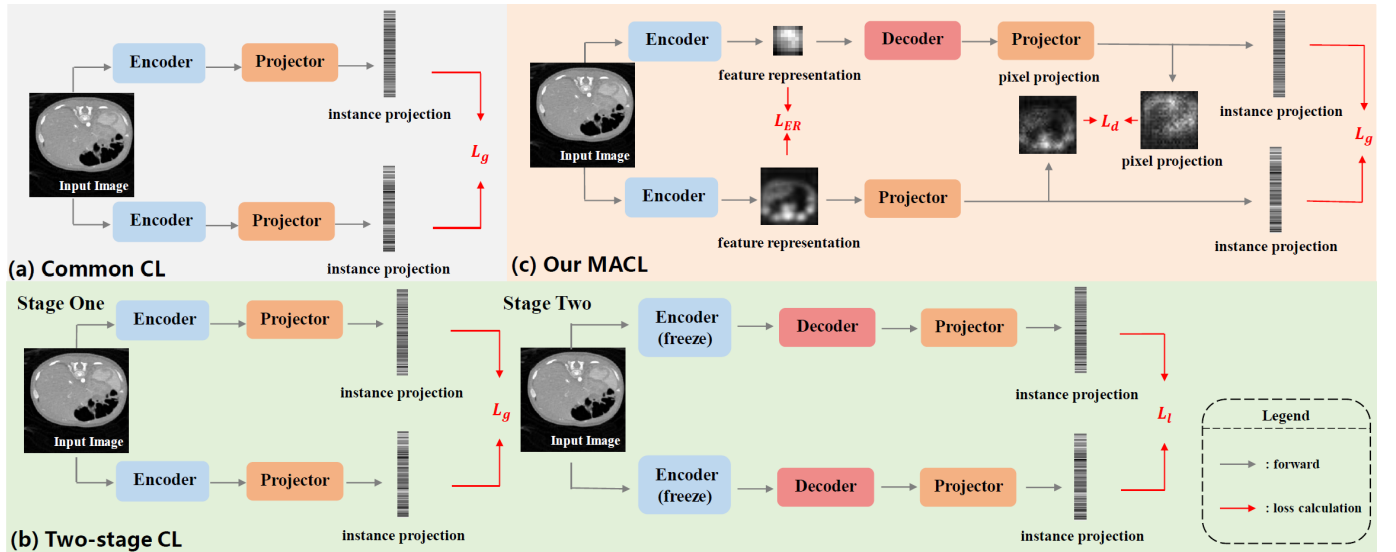 Encoder
Projector
instance projection
Input Image
L_g
Encoder
Projector
instance projection
(a) Common CL
Encoder
feature representation
Decoder
Projector
pixel projection
instance projection
L_ER
L_d
pixel projection
L_g
Input Image
Encoder
feature representation
Projector
instance projection
(c) Our MACL
Stage One
Encoder
Projector
instance projection
Input Image
L_g
Encoder
Projector
instance projection
Stage Two
Encoder
(freeze)
Decoder
Projector
instance projection
Input Image
L_l
Encoder
(freeze)
Decoder
Projector
instance projection
(b) Two-stage CL
Legend
: forward
: loss calculation